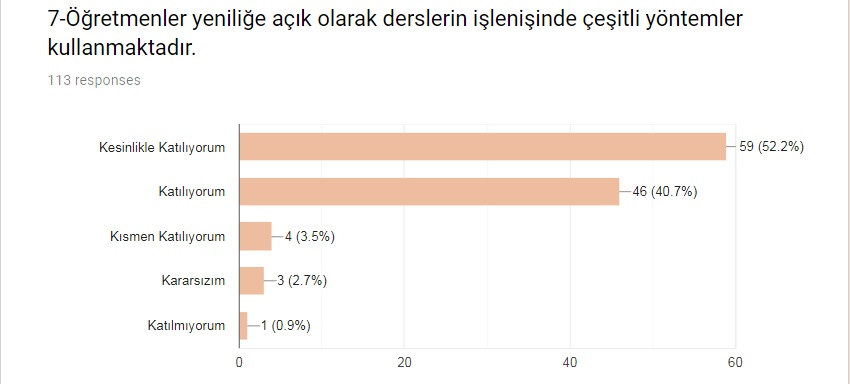 7-Öğretmenler yeniliğe açık olarak derslerin işlenişinde çeşitli yöntemler
kullanmaktadır.
113 responses
Kesinlikle Katılıyorum 59 (52.2%)
Katılıyorum 46 (40.7%)
Kısmen Katılıyorum 4 (3.5%)
Kararsızım 3 (2.7%)
Katılmıyorum 1 (0.9%)
0 20 40 60